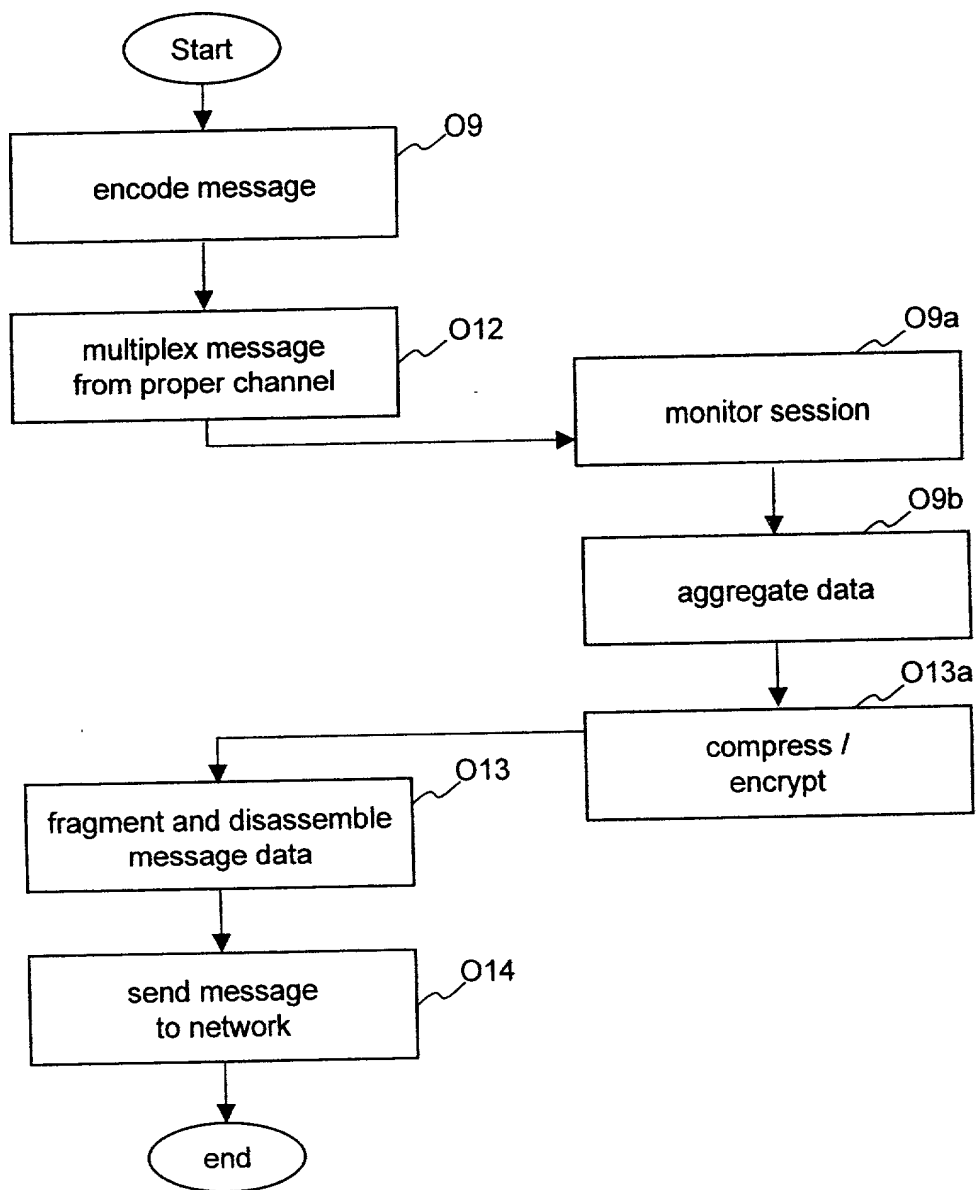 Start
O9
encode message
O12
multiplex message
from proper channel
O9a
monitor session
O9b
aggregate data
O13a
compress /
encrypt
O13
fragment and disassemble
message data
O14
send message
to network
end